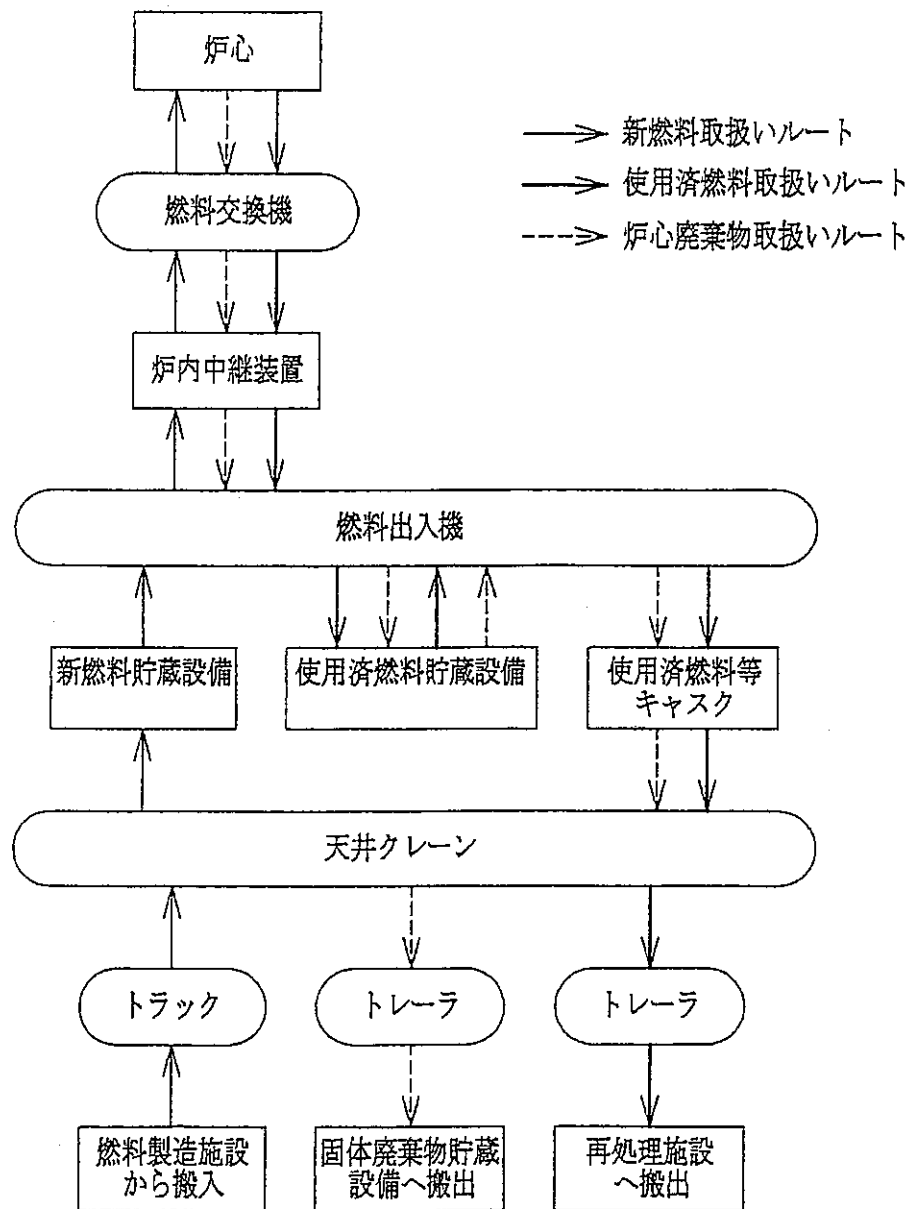 炉心
新燃料取扱いルート
使用済燃料取扱いルート
炉心廃棄物取扱いルート
燃料交換機
炉内中継装置
燃料出入機
新燃料貯蔵設備
使用済燃料貯蔵設備
使用済燃料等
キャスク
天井クレーン
トラック
トレーラ
トレーラ
燃料製造施設
から搬入
固体廃棄物貯蔵
設備へ搬出
再処理施設
へ搬出